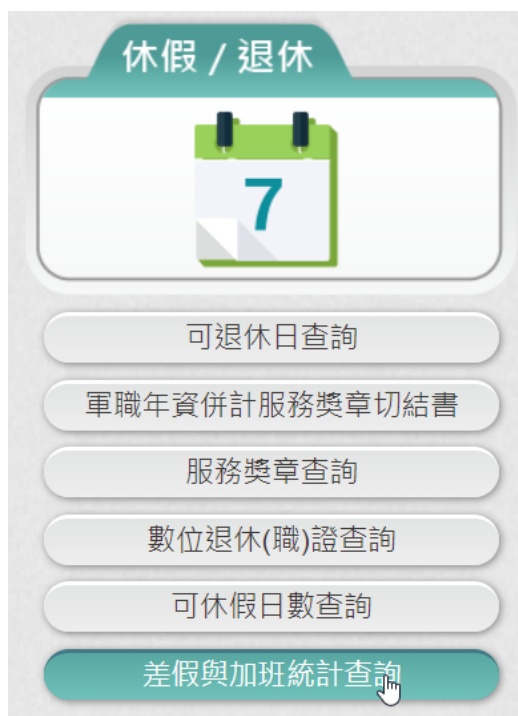 休假 / 退休
7
可退休日查詢
軍職年資併計服務獎章切結書
服務獎章查詢
數位退休(職)證查詢
可休假日數查詢
差假與加班統計查詢